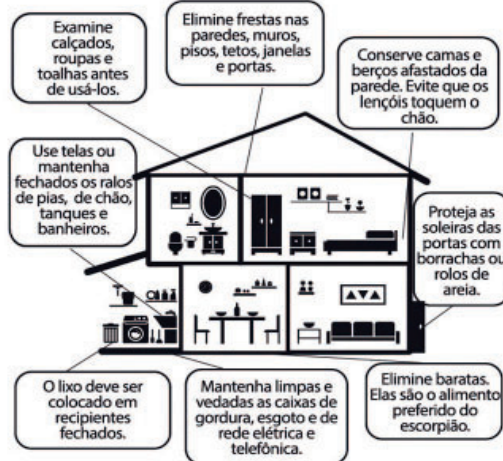 Examine
calçados,
roupas e
toalhas antes
de usá-los.
Elimine frestas nas
paredes, muros,
pisos, tetos, janelas
e portas.
Conserve camas e
berços afastados da
parede. Evite que os
lençóis toquem o
chão.
Use telas ou
mantenha
fechados os ralos
de pias, de chão,
tanques e
banheiros.
Proteja as
soleiras das
portas com
borrachas ou
rolos de
areia.
O lixo deve ser
colocado em
recipientes
fechados.
Mantenha limpas e
vedadas as caixas de
gordura, esgoto e de
rede elétrica e
telefônica.
Elimine baratas.
Elas são o alimento
preferido do
escorpião.